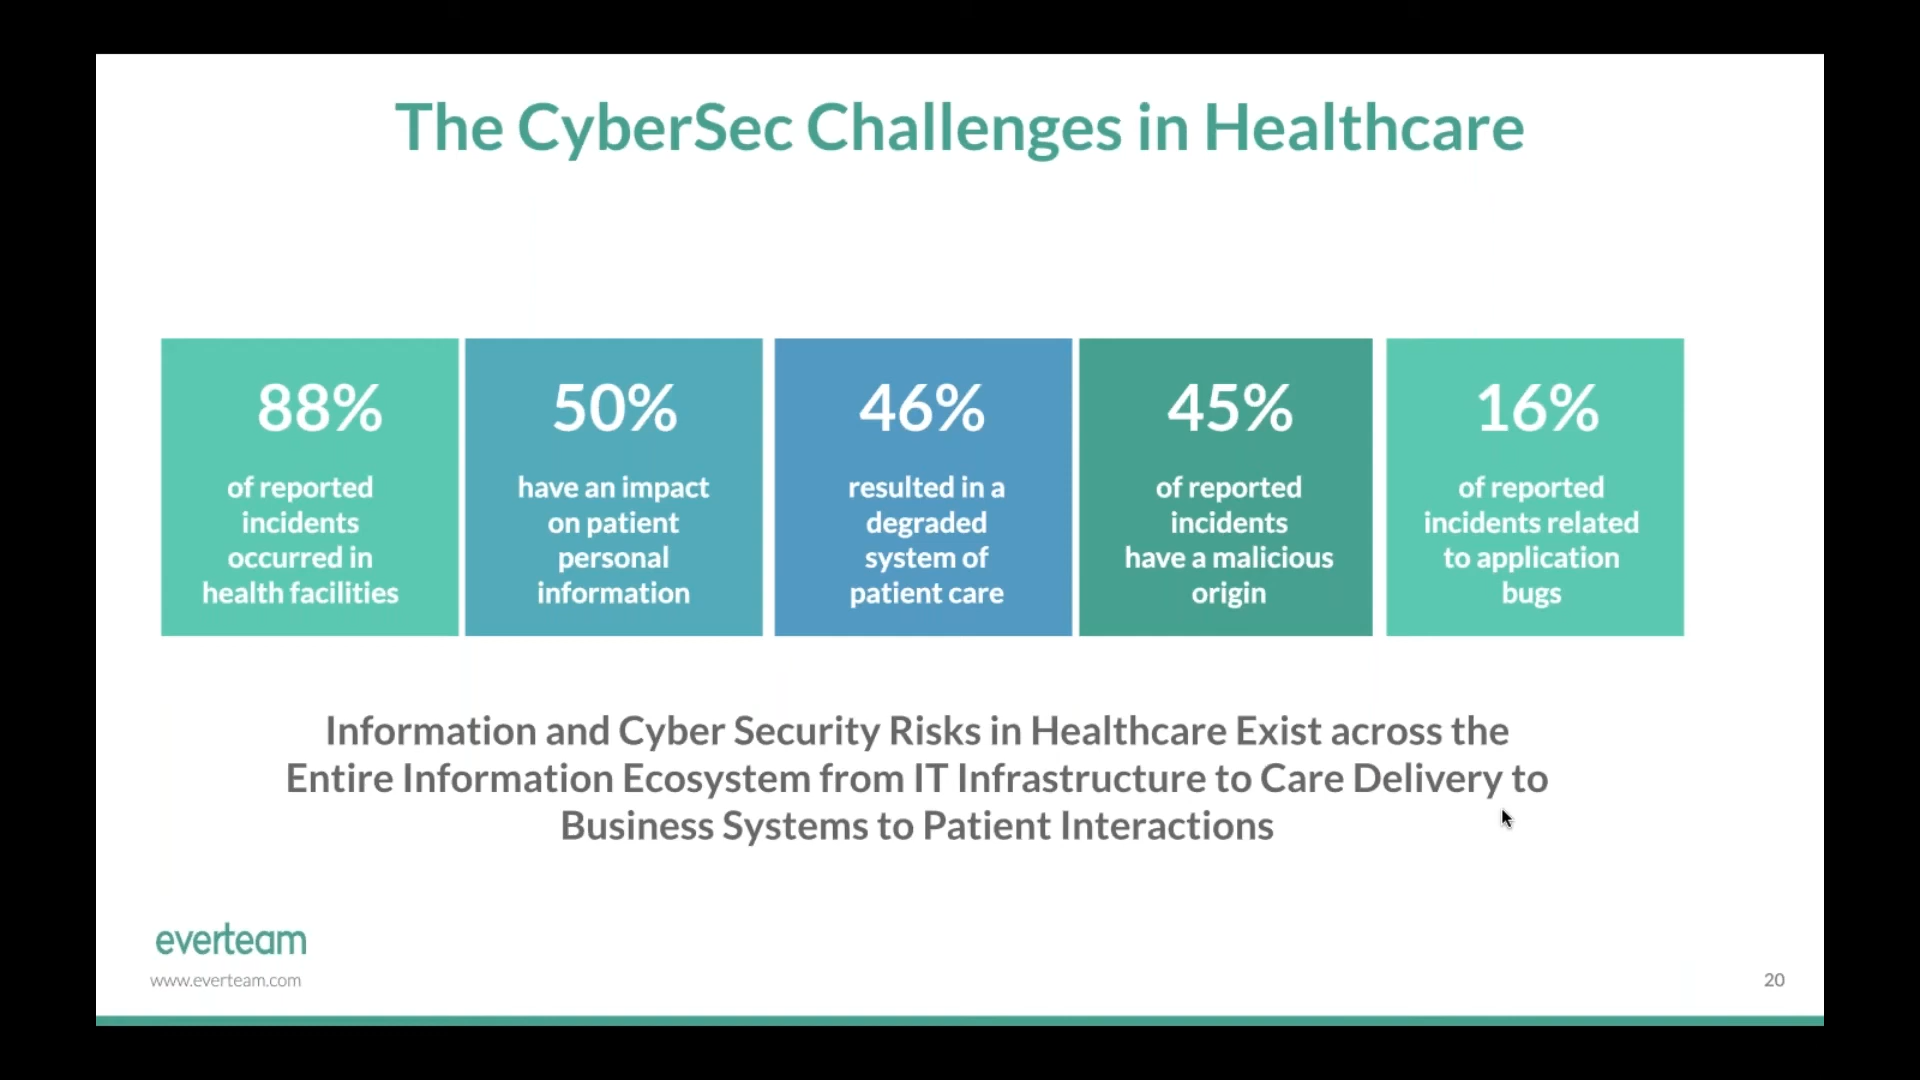 The CyberSec Challenges in Healthcare
88%
of reported
incidents
occurred in
health facilities
50%
have an impact
on patient
personal
information
46%
resulted in a
degraded
system of
patient care
45%
of reported
incidents
have a malicious
origin
16%
of reported
incidents related
to application
bugs
Information and Cyber Security Risks in Healthcare Exist across the
Entire Information Ecosystem from IT Infrastructure to Care Delivery to
Business Systems to Patient Interactions
everteam
www.everteam.com
20